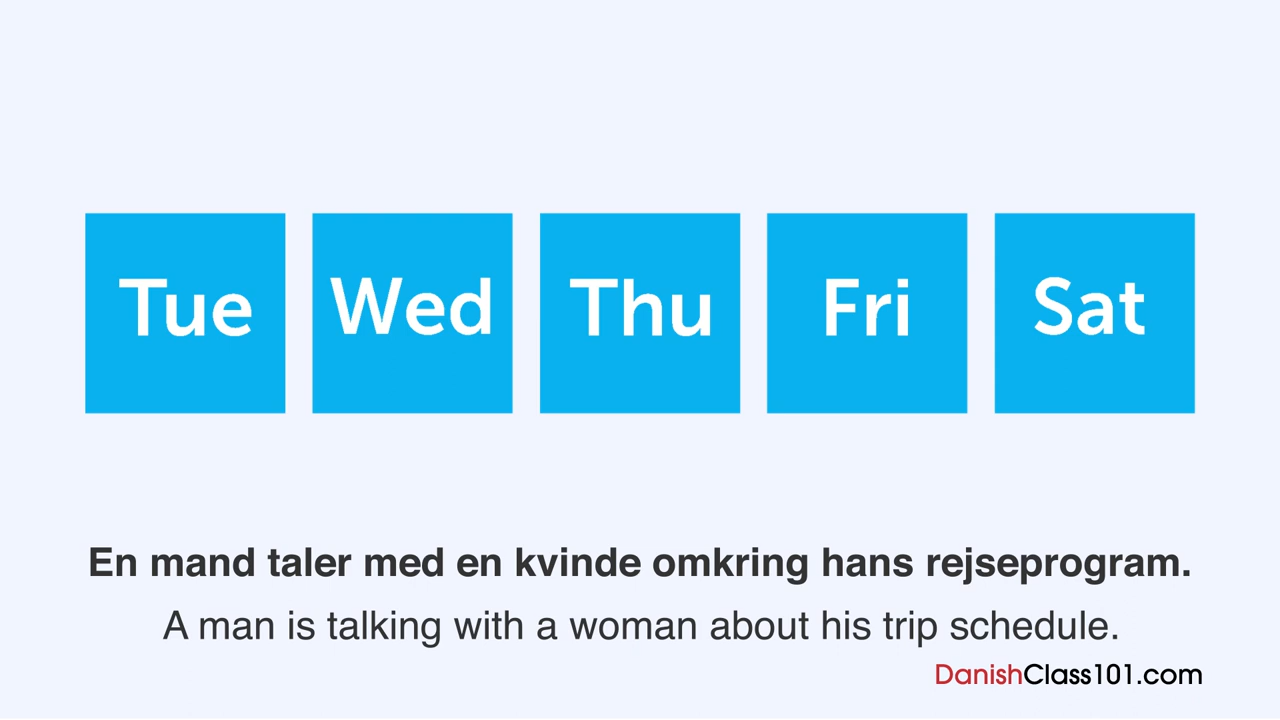 Tue Wed Thu Fri Sat
En mand taler med en kvinde omkring hans rejseprogram.
A man is talking with a woman about his trip schedule.
DanishClass101.com